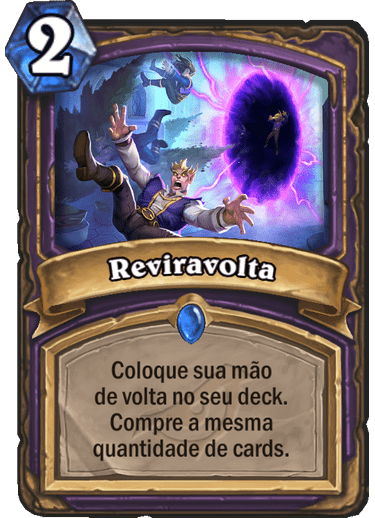 2
Reviravolta
Coloque sua mão
de volta no seu deck.
Compre a mesma
quantidade de cards.